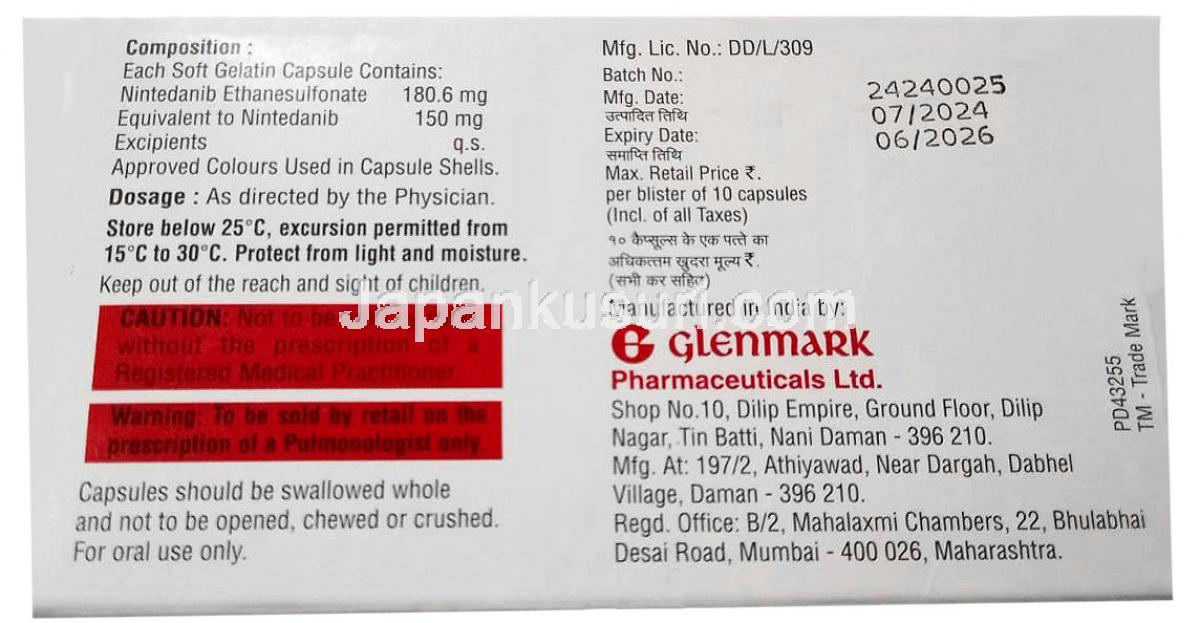 Composition :
Each Soft Gelatin Capsule Contains:
Nintedanib Ethanesulfonate 180.6 mg
Equivalent to Nintedanib 150 mg
Excipients q.s.
Approved Colours Used in Capsule Shells.
Dosage : As directed by the Physician.
Store below 25°C, excursion permitted from
15°C to 30°C. Protect from light and moisture.
Keep out of the reach and sight of children.
CAUTION: Not to be
without the prescription of a
Registered Medical Practitioner.
Warning: To be sold by retail on the
prescription of a Pulmonologist only
Capsules should be swallowed whole
and not to be opened, chewed or crushed.
For oral use only.
Mfg. Lic. No.: DD/L/309
Batch No.: 24240025
Mfg. Date: 07/2024
उत्पादित तिथि
Expiry Date: 06/2026
समाप्ति तिथि
Max. Retail Price ₹.
per blister of 10 capsules
(Incl. of all Taxes)
१० कैप्सूल्स के एक पत्ते का
अधिकत्तम खुदरा मूल्य ₹.
(सभी कर सहित)
Manufactured in India by:
Japankusuri.com
G glenmark
Pharmaceuticals Ltd.
Shop No.10, Dilip Empire, Ground Floor, Dilip
Nagar, Tin Batti, Nani Daman - 396 210.
Mfg. At: 197/2, Athiyawad, Near Dargah, Dabhel
Village, Daman - 396 210.
Regd. Office: B/2, Mahalaxmi Chambers, 22, Bhulabhai
Desai Road, Mumbai - 400 026, Maharashtra.
PD43255
TM - Trade Mark